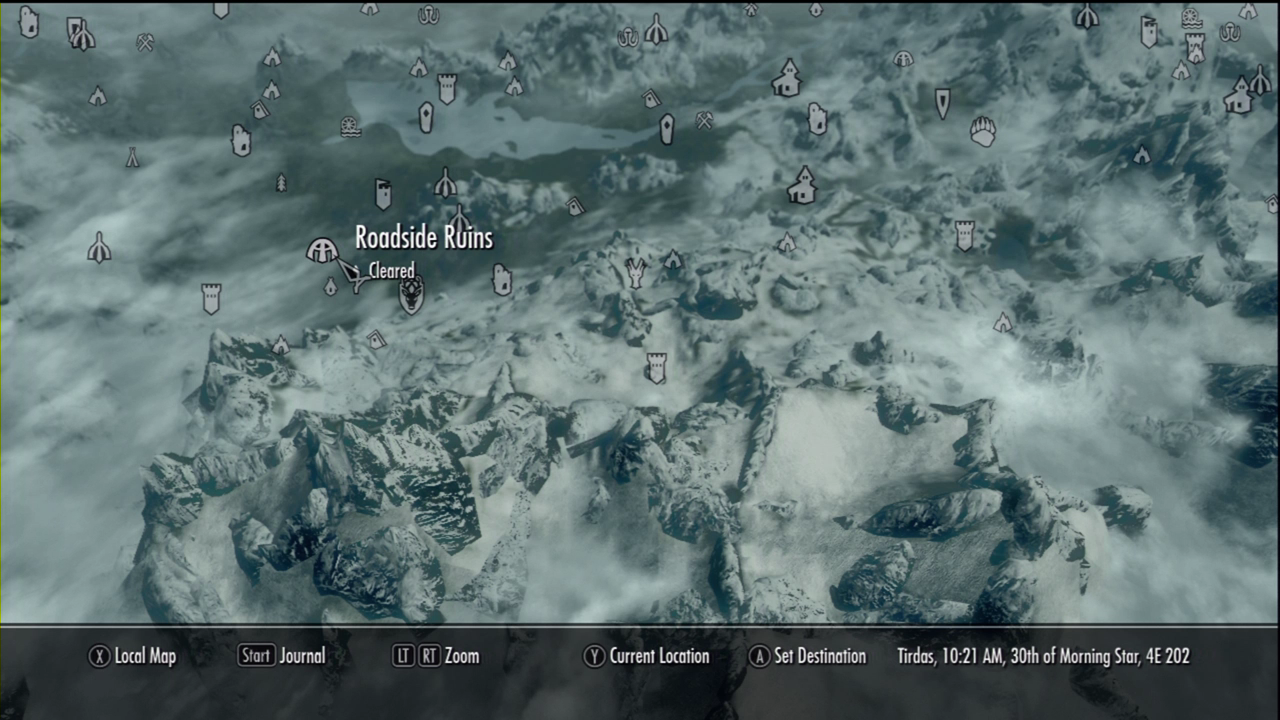 Roadside Ruins
Cleared
X Local Map Start Journal LT RT Zoom Y Current Location A Set Destination Tirdas, 10:21 AM, 30th of Morning Star, 4E 202